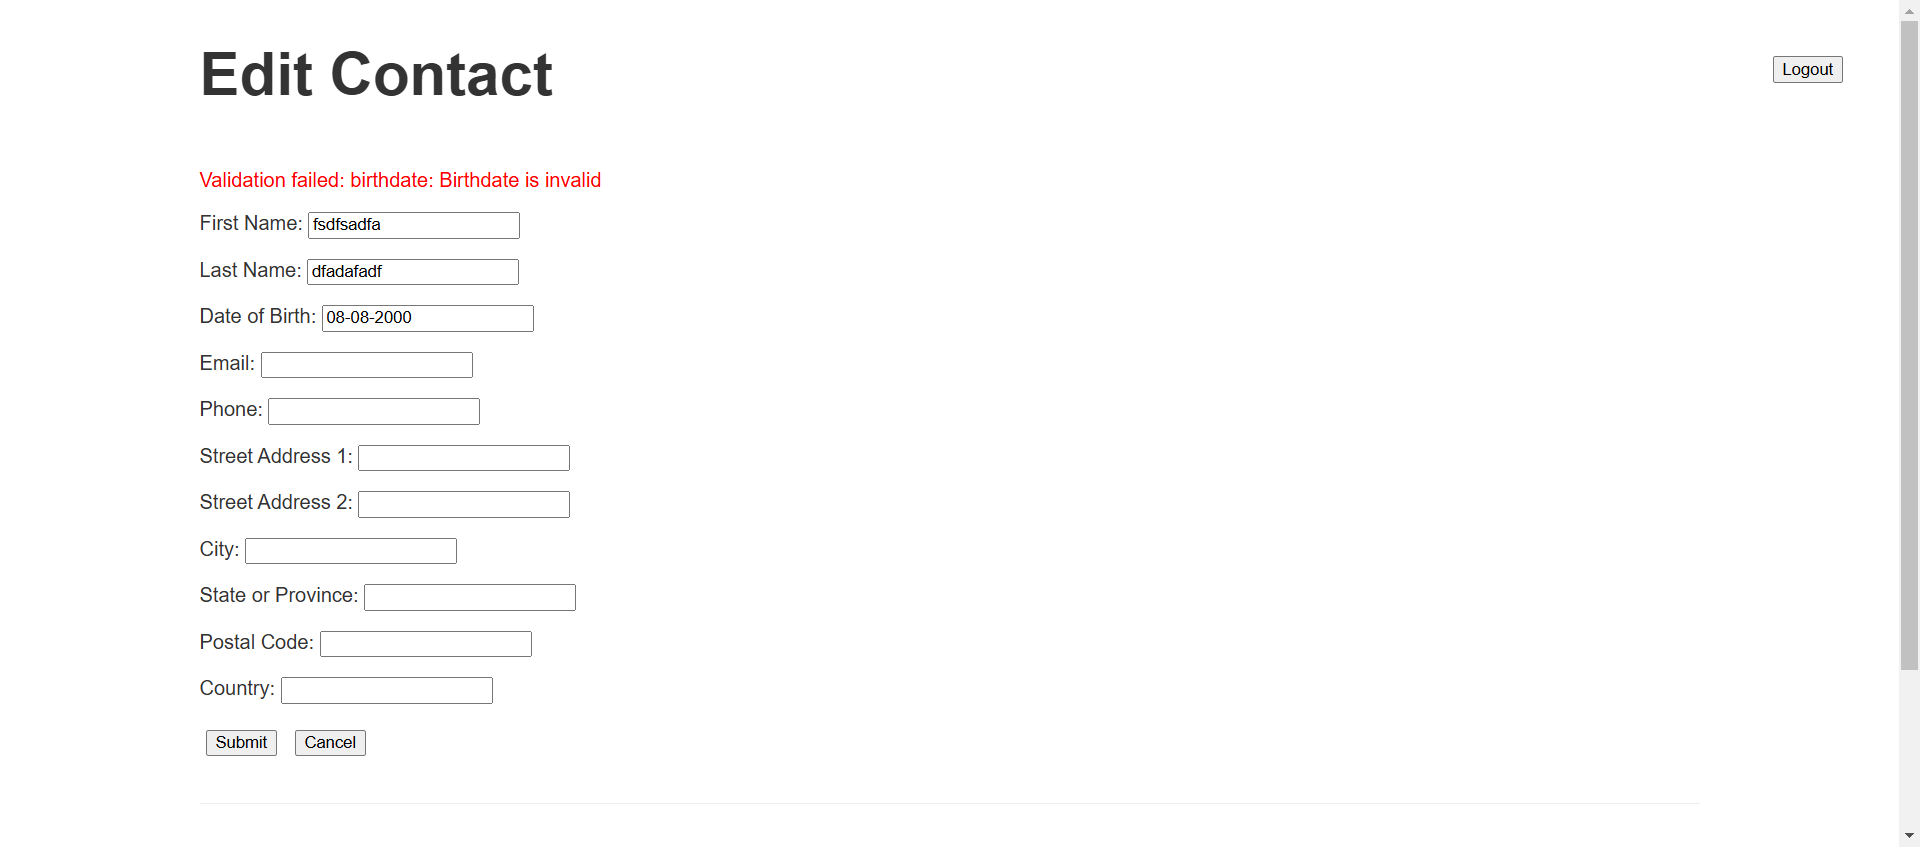 Edit Contact
Logout
Validation failed: birthdate: Birthdate is invalid
First Name: fsdfsadfa
Last Name: dfadafadf
Date of Birth: 08-08-2000
Email:
Phone:
Street Address 1:
Street Address 2:
City:
State or Province:
Postal Code:
Country:
Submit Cancel